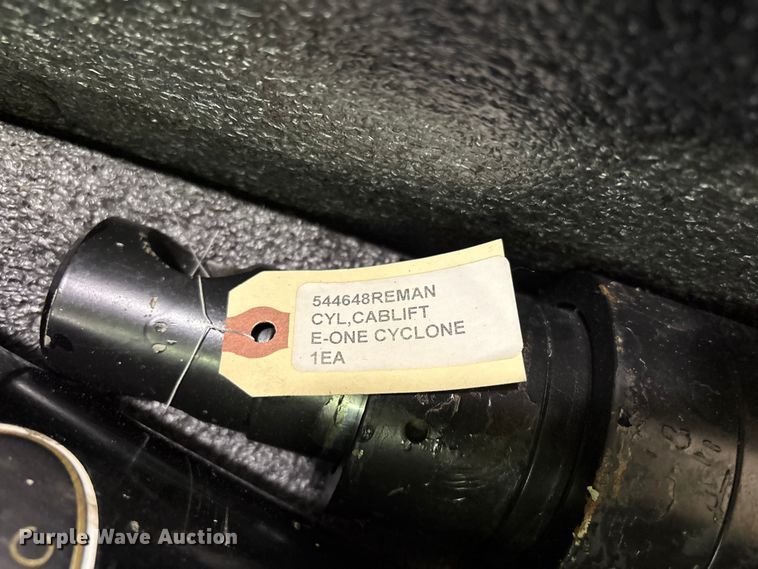 544648REMAN
CYL,CABLIFT
E-ONE CYCLONE
1EA
Purple Wave Auction